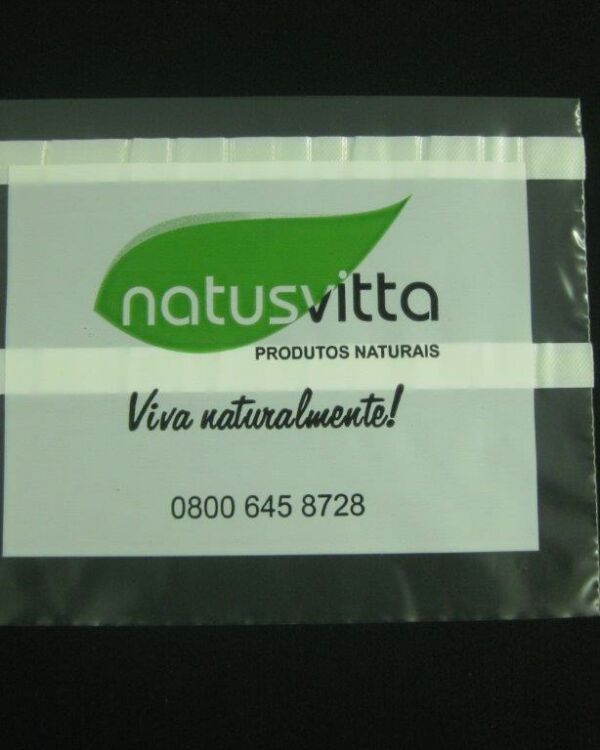 natusvitta
PRODUTOS NATURAIS
Viva naturalmente!
0800 645 8728